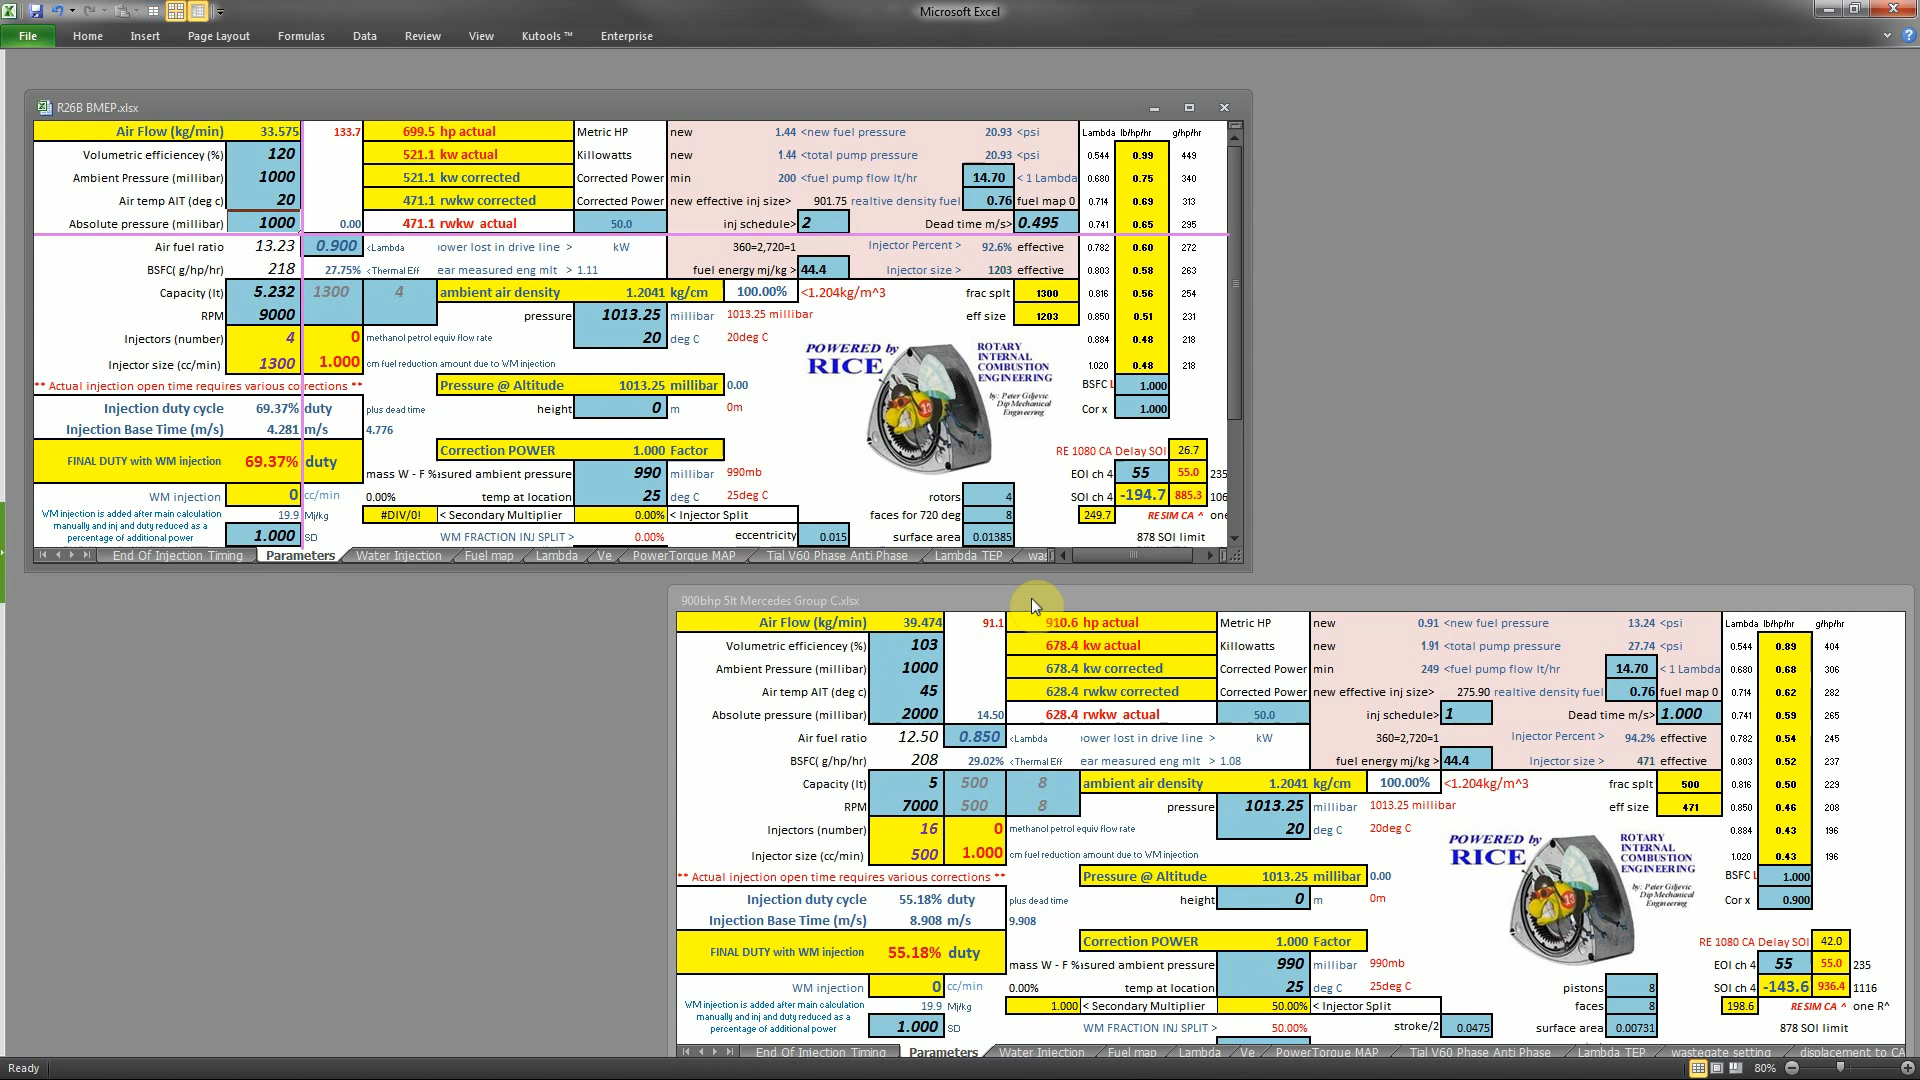 Microsoft Excel
File Home Insert Page Layout Formulas Data Review View Kutools ™ Enterprise
R26B BMEP.xlsx
Air Flow (kg/min) 33.575 133.7 699.5 hp actual Metric HP new 1.44 <new fuel pressure 20.93 <psi Lambda lb/hp/hr g/hp/hr
Volumetric efficiencey (%) 120 521.1 kw actual Killowatts new 1.44 <total pump pressure 20.93 <psi 0.544 0.99 449
Ambient Pressure (millibar) 1000 521.1 kw corrected Corrected Power min 200 <fuel pump flow lt/hr 14.70 < 1 Lambda 0.680 0.75 340
Air temp AIT (deg c) 20 471.1 rwkw corrected Corrected Power new effective inj size> 901.75 realtive density fuel 0.76 fuel map 0 0.714 0.69 313
Absolute pressure (millibar) 1000 0.00 471.1 rwkw actual 50.0 inj schedule> 2 Dead time m/s> 0.495 0.741 0.65 295
Air fuel ratio 13.23 0.900 <Lambda ower lost in drive line > kW 360=2,720=1 Injector Percent > 92.6% effective 0.782 0.60 272
BSFC( g/hp/hr) 218 27.75% <Thermal Eff ear measured eng mlt > 1.11 fuel energy mj/kg > 44.4 Injector size > 1203 effective 0.803 0.58 263
Capacity (lt) 5.232 1300 4 ambient air density 1.2041 kg/cm 100.00% <1.204kg/m^3 frac splt 1300 0.816 0.56 254
RPM 9000 pressure 1013.25 millibar 1013.25 millibar eff size 1203 0.850 0.51 231
Injectors (number) 4 0 methanol petrol equiv flow rate 20 deg C 20deg C 0.884 0.48 218
Injector size (cc/min) 1300 1.000 cm fuel reduction amount due to WM injection 1.020 0.48 218
POWERED by RICE ROTARY INTERNAL COMBUSTION ENGINEERING
by: Peter Giljevic Dip Mechanical Engineering
** Actual injection open time requires various corrections ** Pressure @ Altitude 1013.25 millibar 0.00 BSFC L 1.000
Injection duty cycle 69.37% duty plus dead time height 0 m 0m Cor x 1.000
Injection Base Time (m/s) 4.281 m/s 4.776
Correction POWER 1.000 Factor RE 1080 CA Delay SOI 26.7
FINAL DUTY with WM injection 69.37% duty mass W - F % sured ambient pressure 990 millibar 990mb EOI ch 4 55 55.0 235
WM injection 0 cc/min 0.00% temp at location 25 deg C 25deg C rotors 4 SOI ch 4 -194.7 885.3 106
WM injection is added after main calculation 19.9 Mj/kg #DIV/0! < Secondary Multiplier 0.00% < Injector Split faces for 720 deg 8 249.7 RESIM CA ^ one
manually and inj and duty reduced as a
percentage of additional power 1.000 SD WM FRACTION INJ SPLIT > 0.00% eccentricity 0.015 surface area 0.01385 878 SOI limit
End Of Injection Timing Parameters Water Injection Fuel map Lambda Ve PowerTorque MAP Tial V60 Phase Anti Phase Lambda TEP was
900bhp 5lt Mercedes Group C.xlsx
Air Flow (kg/min) 39.474 91.1 910.6 hp actual Metric HP new 0.91 <new fuel pressure 13.24 <psi Lambda lb/hp/hr g/hp/hr
Volumetric efficiencey (%) 103 678.4 kw actual Killowatts new 1.91 <total pump pressure 27.74 <psi 0.544 0.89 404
Ambient Pressure (millibar) 1000 678.4 kw corrected Corrected Power min 249 <fuel pump flow lt/hr 14.70 < 1 Lambda 0.680 0.68 306
Air temp AIT (deg c) 45 628.4 rwkw corrected Corrected Power new effective inj size> 275.90 realtive density fuel 0.76 fuel map 0 0.714 0.62 282
Absolute pressure (millibar) 2000 14.50 628.4 rwkw actual 50.0 inj schedule> 1 Dead time m/s> 1.000 0.741 0.59 265
Air fuel ratio 12.50 0.850 <Lambda ower lost in drive line > kW 360=2,720=1 Injector Percent > 94.2% effective 0.782 0.54 245
BSFC( g/hp/hr) 208 29.02% <Thermal Eff ear measured eng mlt > 1.08 fuel energy mj/kg > 44.4 Injector size > 471 effective 0.803 0.52 237
Capacity (lt) 5 500 8 ambient air density 1.2041 kg/cm 100.00% <1.204kg/m^3 frac splt 500 0.816 0.50 229
RPM 7000 500 8 pressure 1013.25 millibar 1013.25 millibar eff size 471 0.850 0.46 208
Injectors (number) 16 0 methanol petrol equiv flow rate 20 deg C 20deg C 0.884 0.43 196
Injector size (cc/min) 500 1.000 cm fuel reduction amount due to WM injection 1.020 0.43 196
POWERED by RICE ROTARY INTERNAL COMBUSTION ENGINEERING
by: Peter Giljevic Dip Mechanical Engineering
** Actual injection open time requires various corrections ** Pressure @ Altitude 1013.25 millibar 0.00 BSFC L 1.000
Injection duty cycle 55.18% duty plus dead time height 0 m 0m Cor x 0.900
Injection Base Time (m/s) 8.908 m/s 9.908
Correction POWER 1.000 Factor RE 1080 CA Delay SOI 42.0
FINAL DUTY with WM injection 55.18% duty mass W - F % sured ambient pressure 990 millibar 990mb EOI ch 4 55 55.0 235
WM injection 0 cc/min 0.00% temp at location 25 deg C 25deg C pistons 8 SOI ch 4 -143.6 936.4 1116
WM injection is added after main calculation 19.9 Mj/kg 1.000 < Secondary Multiplier 50.00% < Injector Split faces 8 198.6 RESIM CA ^ one R^
manually and inj and duty reduced as a
percentage of additional power 1.000 SD WM FRACTION INJ SPLIT > 50.00% stroke/2 0.0475 surface area 0.00731 878 SOI limit
End Of Injection Timing Parameters Water Injection Fuel map Lambda Ve PowerTorque MAP Tial V60 Phase Anti Phase Lambda TEP wastegate setting displacement to CA
Ready 80%